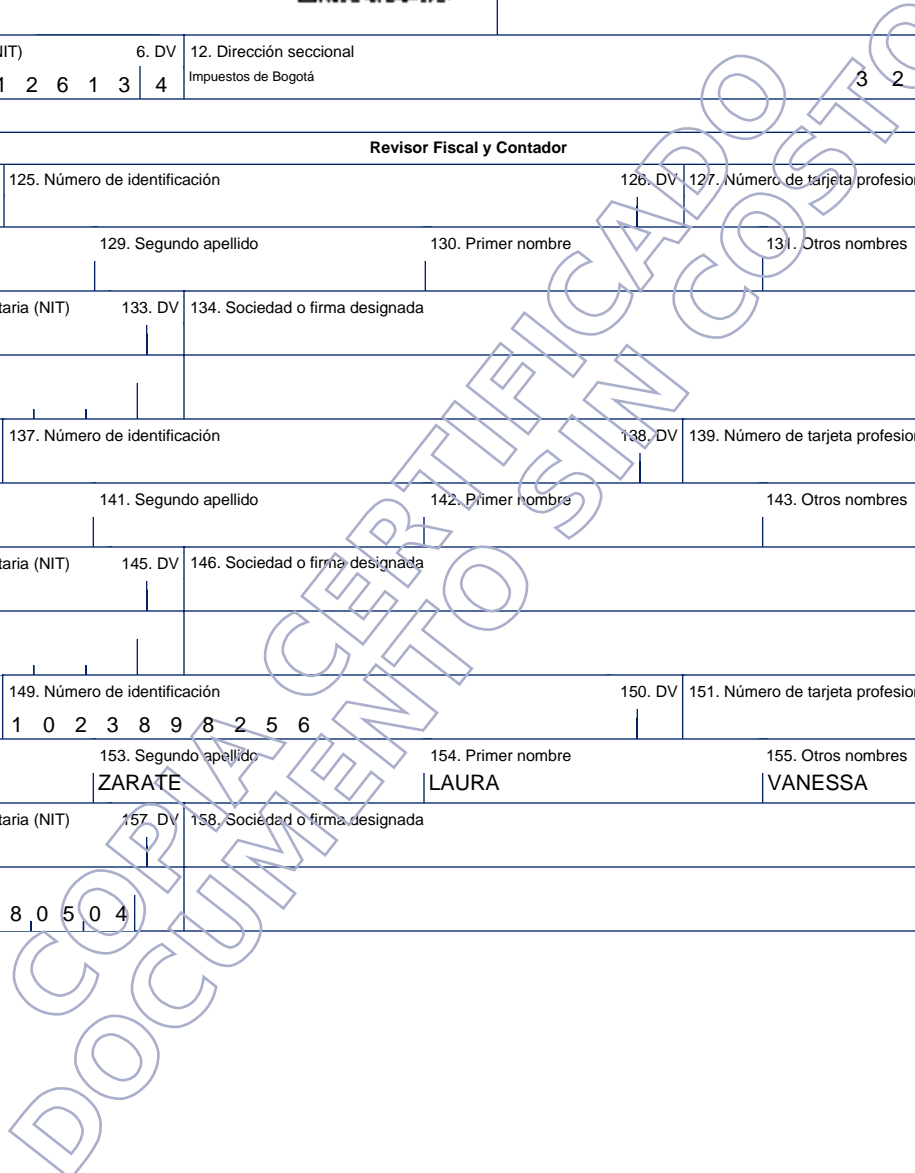 6. DV 12. Dirección seccional
2 6 1 3 4 Impuestos de Bogotá 3 2
Revisor Fiscal y Contador
125. Número de identificación 126. DV 127. Número de tarjeta profesion
129. Segundo apellido 130. Primer nombre 131. Otros nombres
taria (NIT) 133. DV 134. Sociedad o firma designada
137. Número de identificación 138. DV 139. Número de tarjeta profesion
141. Segundo apellido 142. Primer nombre 143. Otros nombres
taria (NIT) 145. DV 146. Sociedad o firma designada
149. Número de identificación 150. DV 151. Número de tarjeta profesion
1 0 2 3 8 9 8 2 5 6
153. Segundo apellido 154. Primer nombre 155. Otros nombres
ZARATE LAURA VANESSA
taria (NIT) 157. DV 158. Sociedad o firma designada
8 0 5 0 4
COPIA CERTIFICADO
DOCUMENTO SIN COSTO